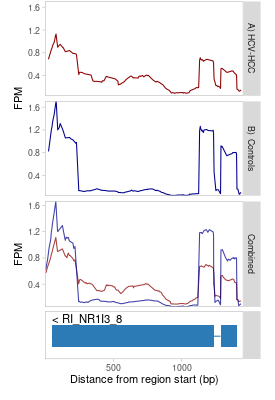 1.6
1.2
0.8
0.4
A) HCV-HCC
FPM
1.6
1.2
0.8
0.4
B) Controls
1.6
1.2
0.8
0.4
FPM
Combined
< RI_NR1I3_8
500
1000
Distance from region start (bp)